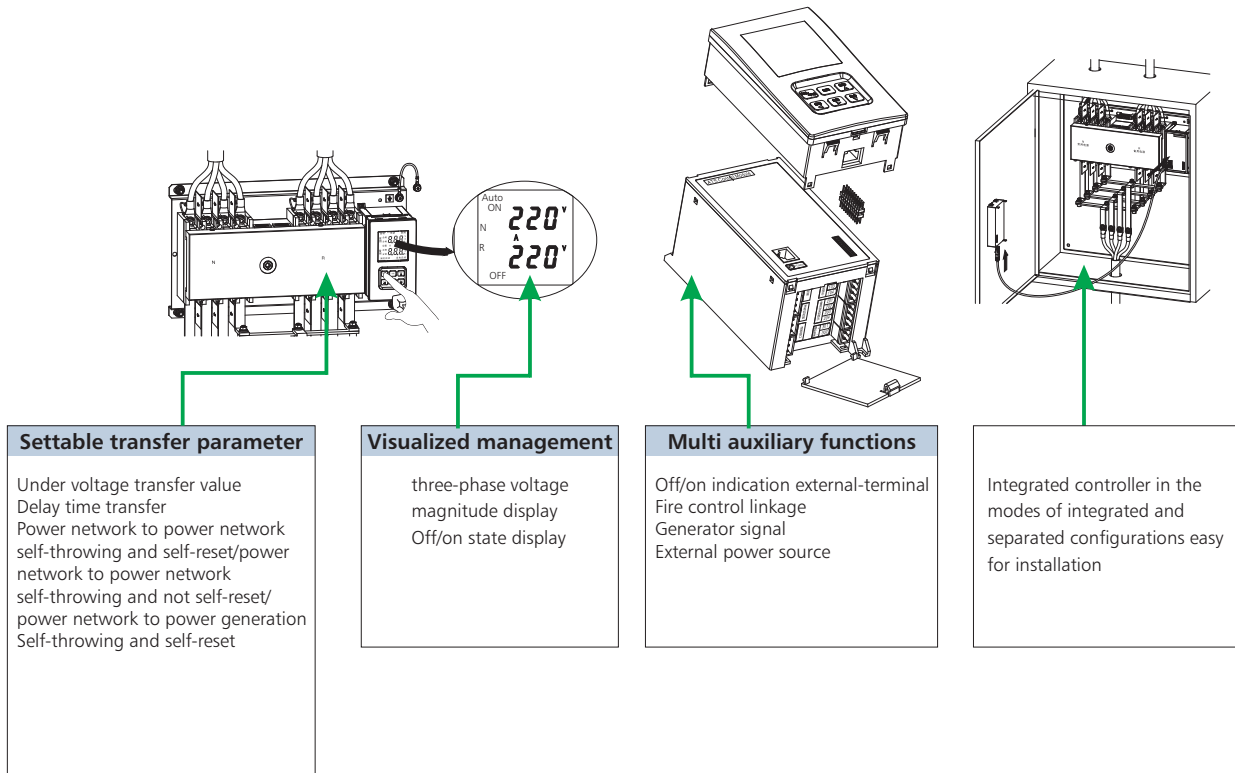 N
R
Auto
ON
N
220 V
A
R
220 V
OFF
Settable transfer parameter
Under voltage transfer value
Delay time transfer
Power network to power network
self-throwing and self-reset/power
network to power network
self-throwing and not self-reset/
power network to power generation
Self-throwing and self-reset
Visualized management
three-phase voltage
magnitude display
Off/on state display
Multi auxiliary functions
Off/on indication external-terminal
Fire control linkage
Generator signal
External power source
Integrated controller in the
modes of integrated and
separated configurations easy
for installation